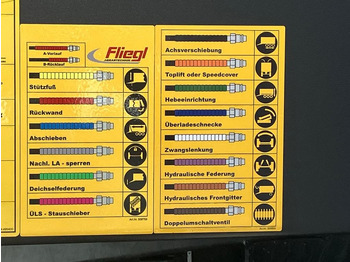 Fliegl
AGRARTECHNIK
A-Vorlauf
B-Rücklauf
Stützfuß
Rückwand
Abschieben
Nachl. LA - sperren
Deichselfederung
ÜLS - Stauschieber
Achsverschiebung
Toplift oder Speedcover
Hebeeinrichtung
Überladeschnecke
Zwangslenkung
Hydraulische Federung
Hydraulisches Frontgitter
Doppelumschaltventil